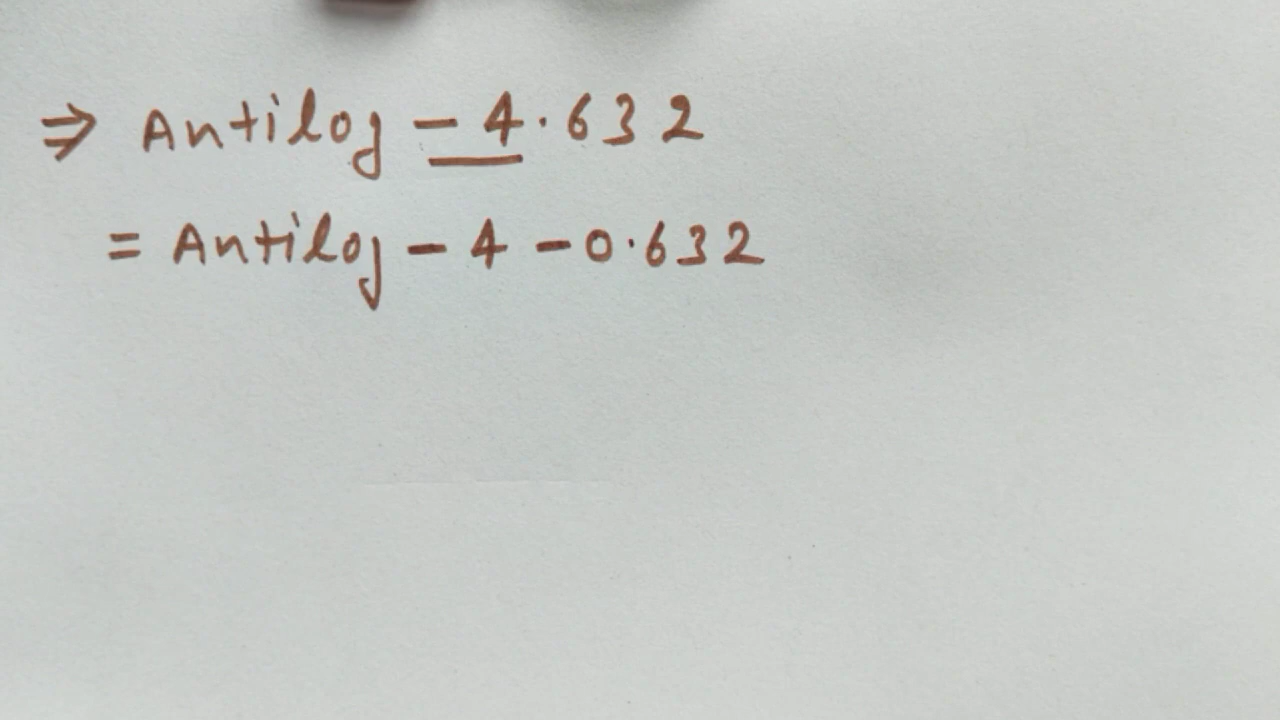 ⇒ Antilog - 4.632
= Antilog - 4 - 0.632